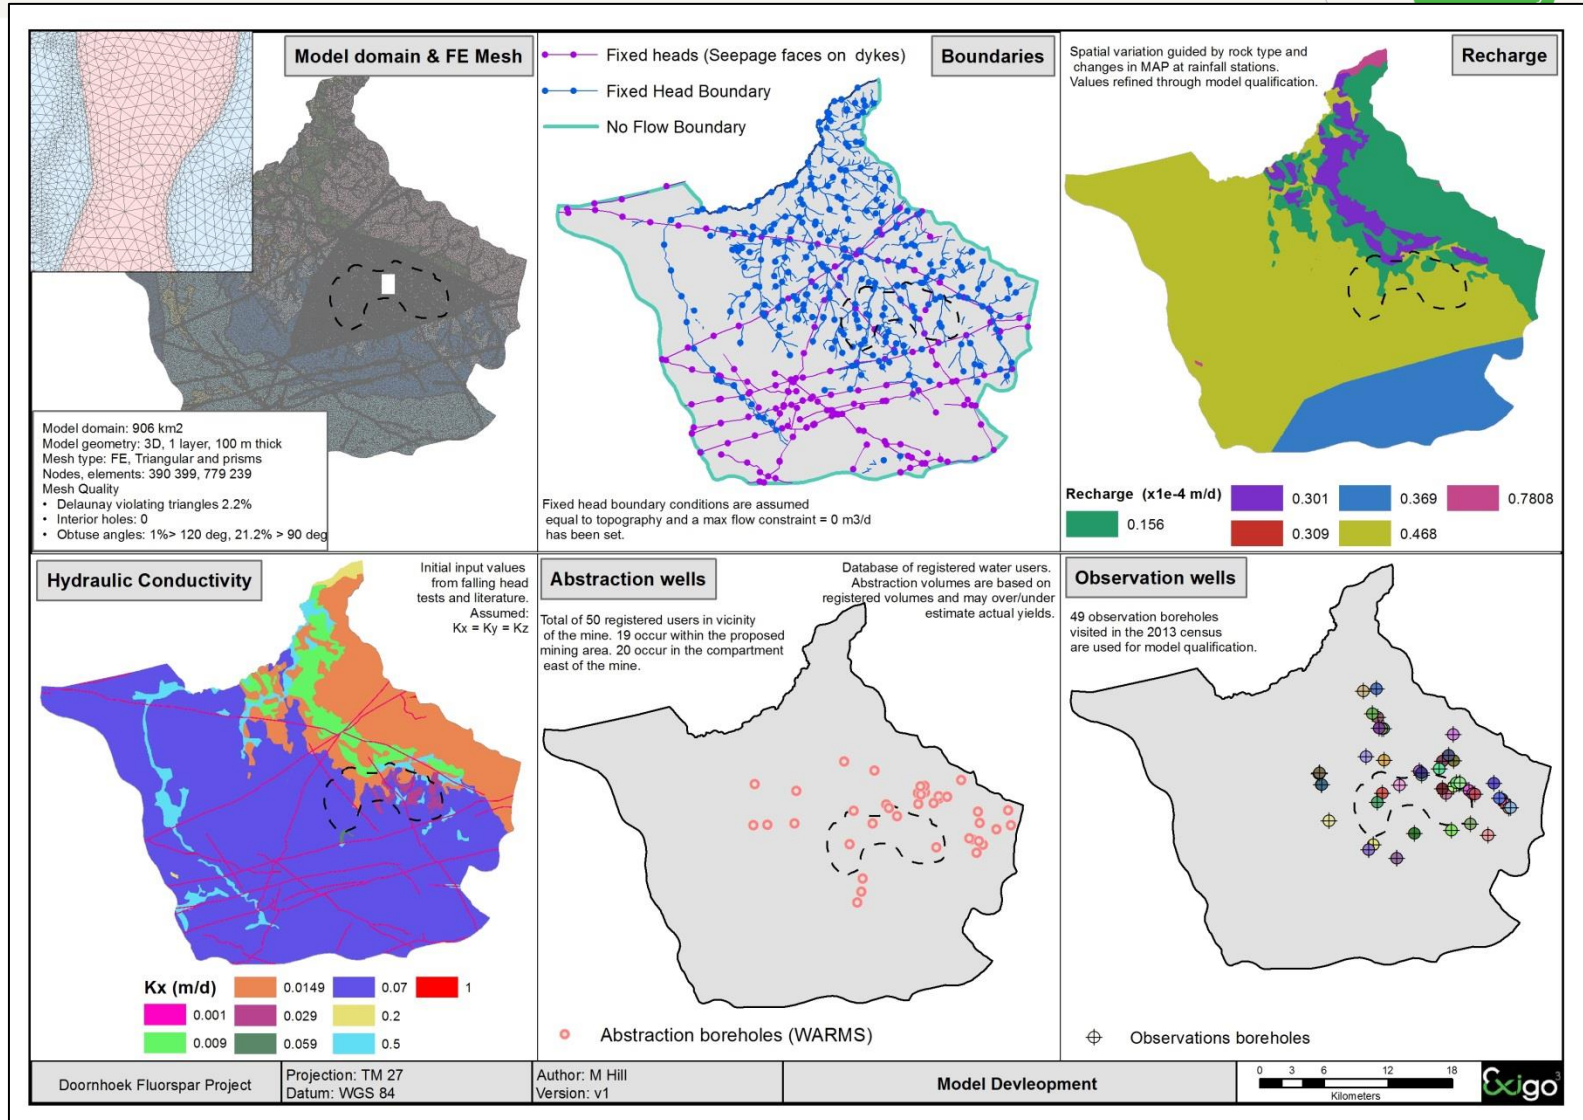 Model domain & FE Mesh
Model domain: 906 km2
Model geometry: 3D, 1 layer, 100 m thick
Mesh type: FE, Triangular and prisms
Nodes, elements: 390 399, 779 239
Mesh Quality
• Delaunay violating triangles 2.2%
• Interior holes: 0
• Obtuse angles: 1%> 120 deg, 21.2% > 90 deg
Fixed heads (Seepage faces on dykes)
Boundaries
Fixed Head Boundary
No Flow Boundary
Fixed head boundary conditions are assumed
equal to topography and a max flow constraint = 0 m3/d
has been set.
Spatial variation guided by rock type and
changes in MAP at rainfall stations.
Values refined through model qualification.
Recharge
Recharge (x1e-4 m/d)
0.156
0.301
0.309
0.369
0.468
0.7808
Hydraulic Conductivity
Initial input values
from falling head
tests and literature.
Assumed:
Kx = Ky = Kz
Kx (m/d)
0.001
0.009
0.0149
0.029
0.059
0.07
0.2
0.5
1
Abstraction wells
Database of registered water users.
Abstraction volumes are based on
registered volumes and may over/under
estimate actual yields.
Total of 50 registered users in vicinity
of the mine. 19 occur within the proposed
mining area. 20 occur in the compartment
east of the mine.
Abstraction boreholes (WARMS)
Observation wells
49 observation boreholes
visited in the 2013 census
are used for model qualification.
Observations boreholes
Doornhoek Fluorspar Project
Projection: TM 27
Datum: WGS 84
Author: M Hill
Version: v1
Model Devleopment
0 3 6 12 18
Kilometers
Exigo3